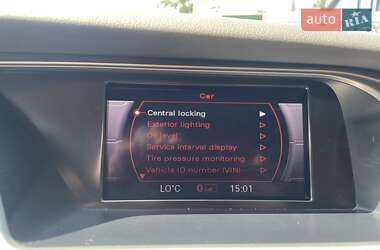 auto RIA
Car
Central locking
Exterior lighting
Oil level
Service interval display
Tire pressure monitoring
Vehicle ID number (VIN)
LO°C 0 15:01